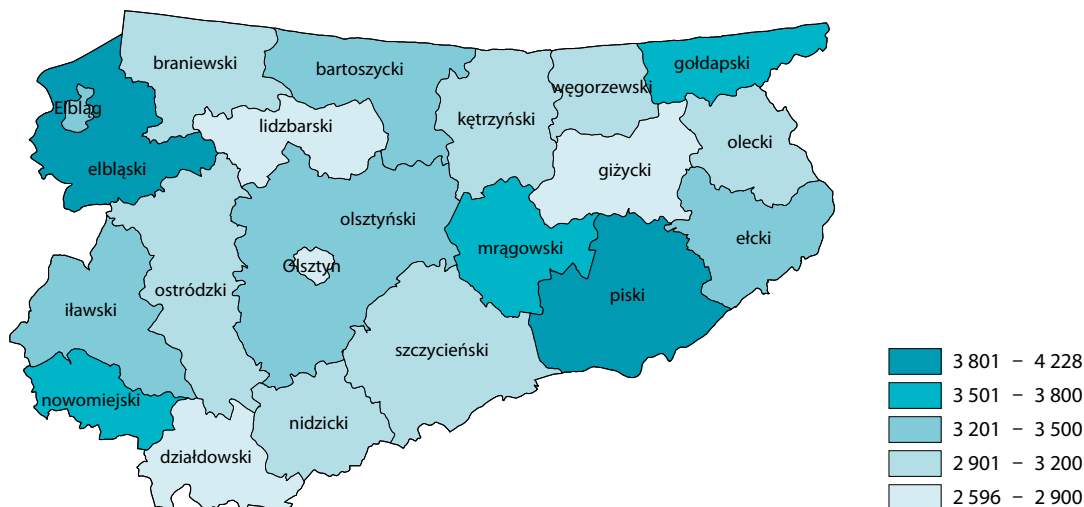 gołdapski
braniewski
bartoszycki
węgorzewski
Elbląg
kętrzyński
lidzbarski
olecki
elbląski
giżycki
olsztyński
ełcki
mrągowski
Olsztyn
ostródzki
piski
iławski
szczycieński
nowomiejski
nidzicki
działdowski
3 801 – 4 228
3 501 – 3 800
3 201 – 3 500
2 901 – 3 200
2 596 – 2 900